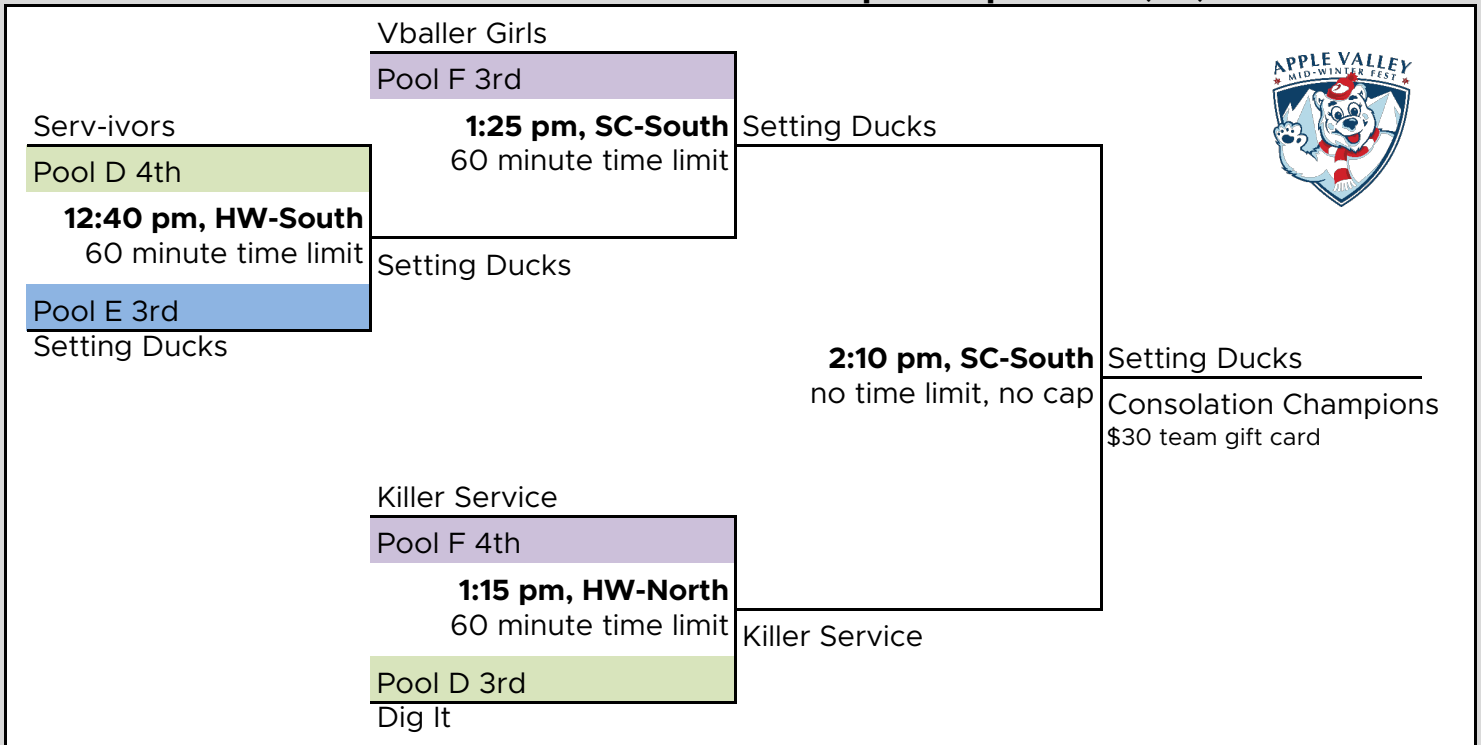 Vballer Girls
Pool F 3rd
Serv-ivors
1:25 pm, SC-South
Setting Ducks
60 minute time limit
Pool D 4th
12:40 pm, HW-South
60 minute time limit
Setting Ducks
Pool E 3rd
Setting Ducks
2:10 pm, SC-South
Setting Ducks
no time limit, no cap
Consolation Champions
$30 team gift card
Killer Service
Pool F 4th
1:15 pm, HW-North
60 minute time limit
Killer Service
Pool D 3rd
Dig It
APPLE VALLEY
MID-WINTER FEST